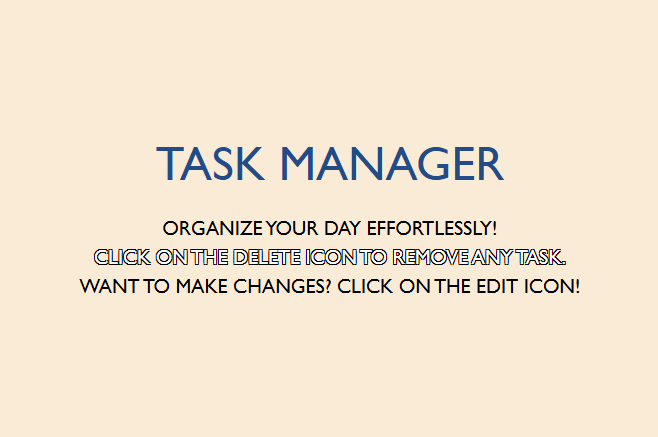 TASK MANAGER
ORGANIZE YOUR DAY EFFORTLESSLY!
CLICK ON THE DELETE ICON TO REMOVE ANY TASK.
WANT TO MAKE CHANGES? CLICK ON THE EDIT ICON!